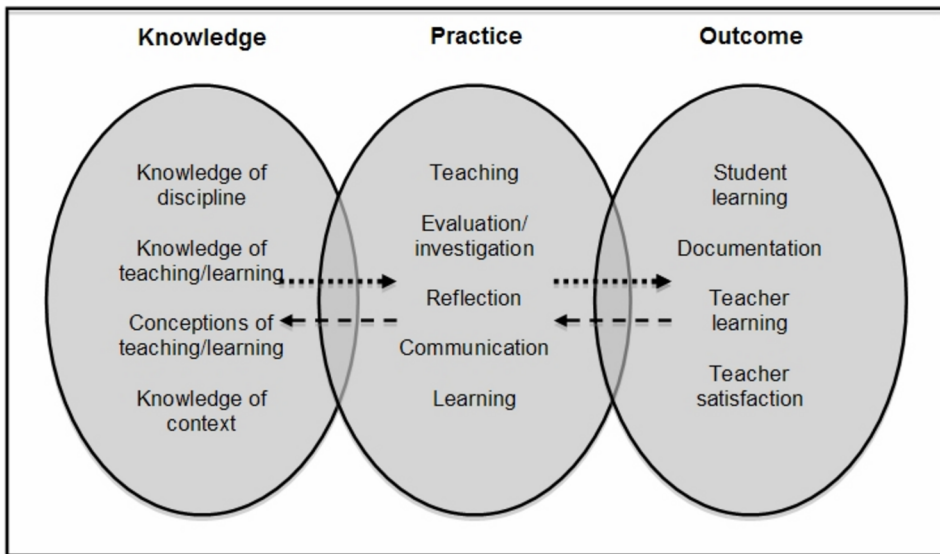 Knowledge
Practice
Outcome
Knowledge of
discipline
Knowledge of
teaching/learning
Conceptions of
teaching/learning
Knowledge of
context
Teaching
Evaluation/
investigation
Reflection
Communication
Learning
Student
learning
Documentation
Teacher
learning
Teacher
satisfaction